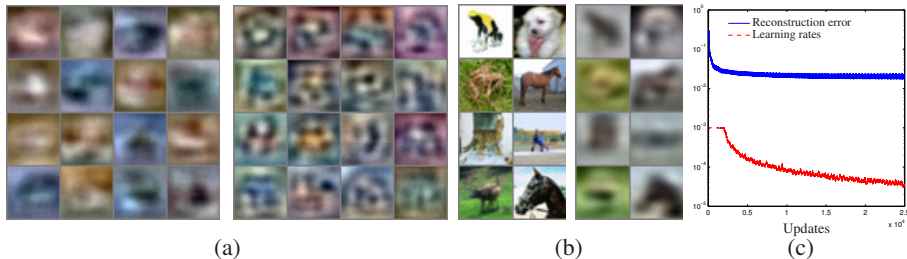 10^0
Reconstruction error
Learning rates
10^-1
10^-2
10^-3
10^-4
10^-5
0 0.5 1 1.5 2 2.5
x 10^4
Updates
(a) (b) (c)